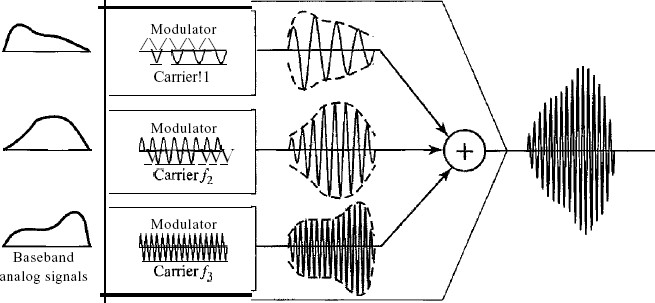 Modulator
Carrier!1
Modulator
Carrier f2
Modulator
Carrier f3
Baseband
analog signals
+